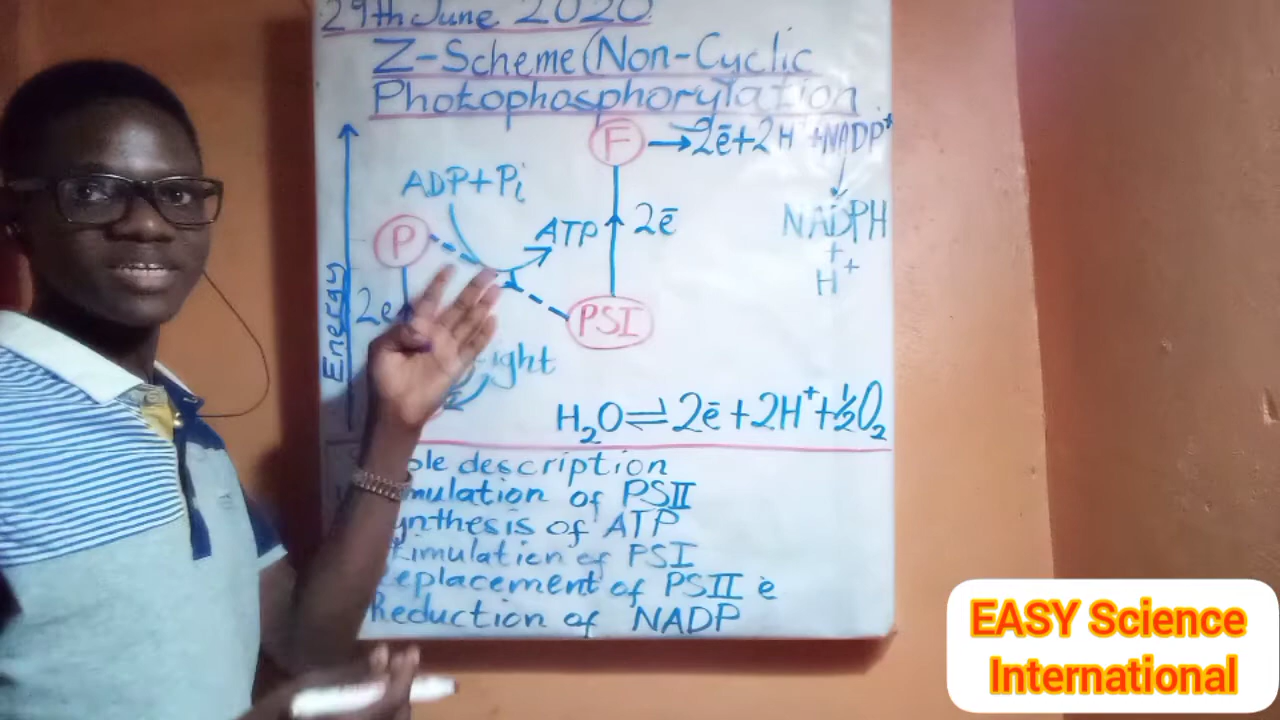 29th June 2020
Z-Scheme(Non-Cyclic
Photophosphorylation
F → 2ē+2H⁺+NADP⁺
ADP+Pi
NADPH
+
H⁺
P
ATP
2ē
Energy
2e
PSI
ight
H₂O ⇌ 2ē + 2H⁺ + ½O₂
ple description
mulation of PSII
ynthesis of ATP
timulation of PSI
eplacement of PSII è
Reduction of NADP
EASY Science
International